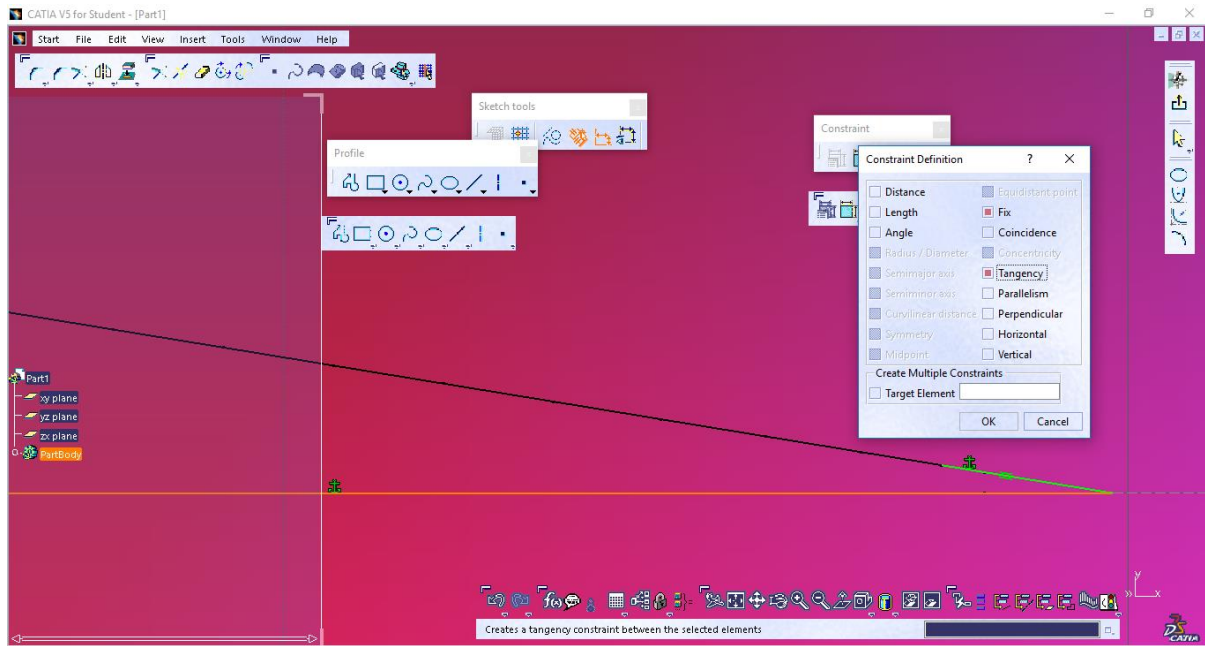 CATIA V5 for Student - [Part1]
Start File Edit View Insert Tools Window Help
Sketch tools
Profile
Constraint
Constraint Definition
Distance
Equidistant point
Length
Fix
Angle
Coincidence
Radius / Diameter
Concentricity
Semimajor axis
Tangency
Semiminor axis
Parallelism
Curvilinear distance
Perpendicular
Symmetry
Horizontal
Midpoint
Vertical
Create Multiple Constraints
Target Element
OK Cancel
Part1
xy plane
yz plane
zx plane
PartBody
y
x
Creates a tangency constraint between the selected elements
CATIA